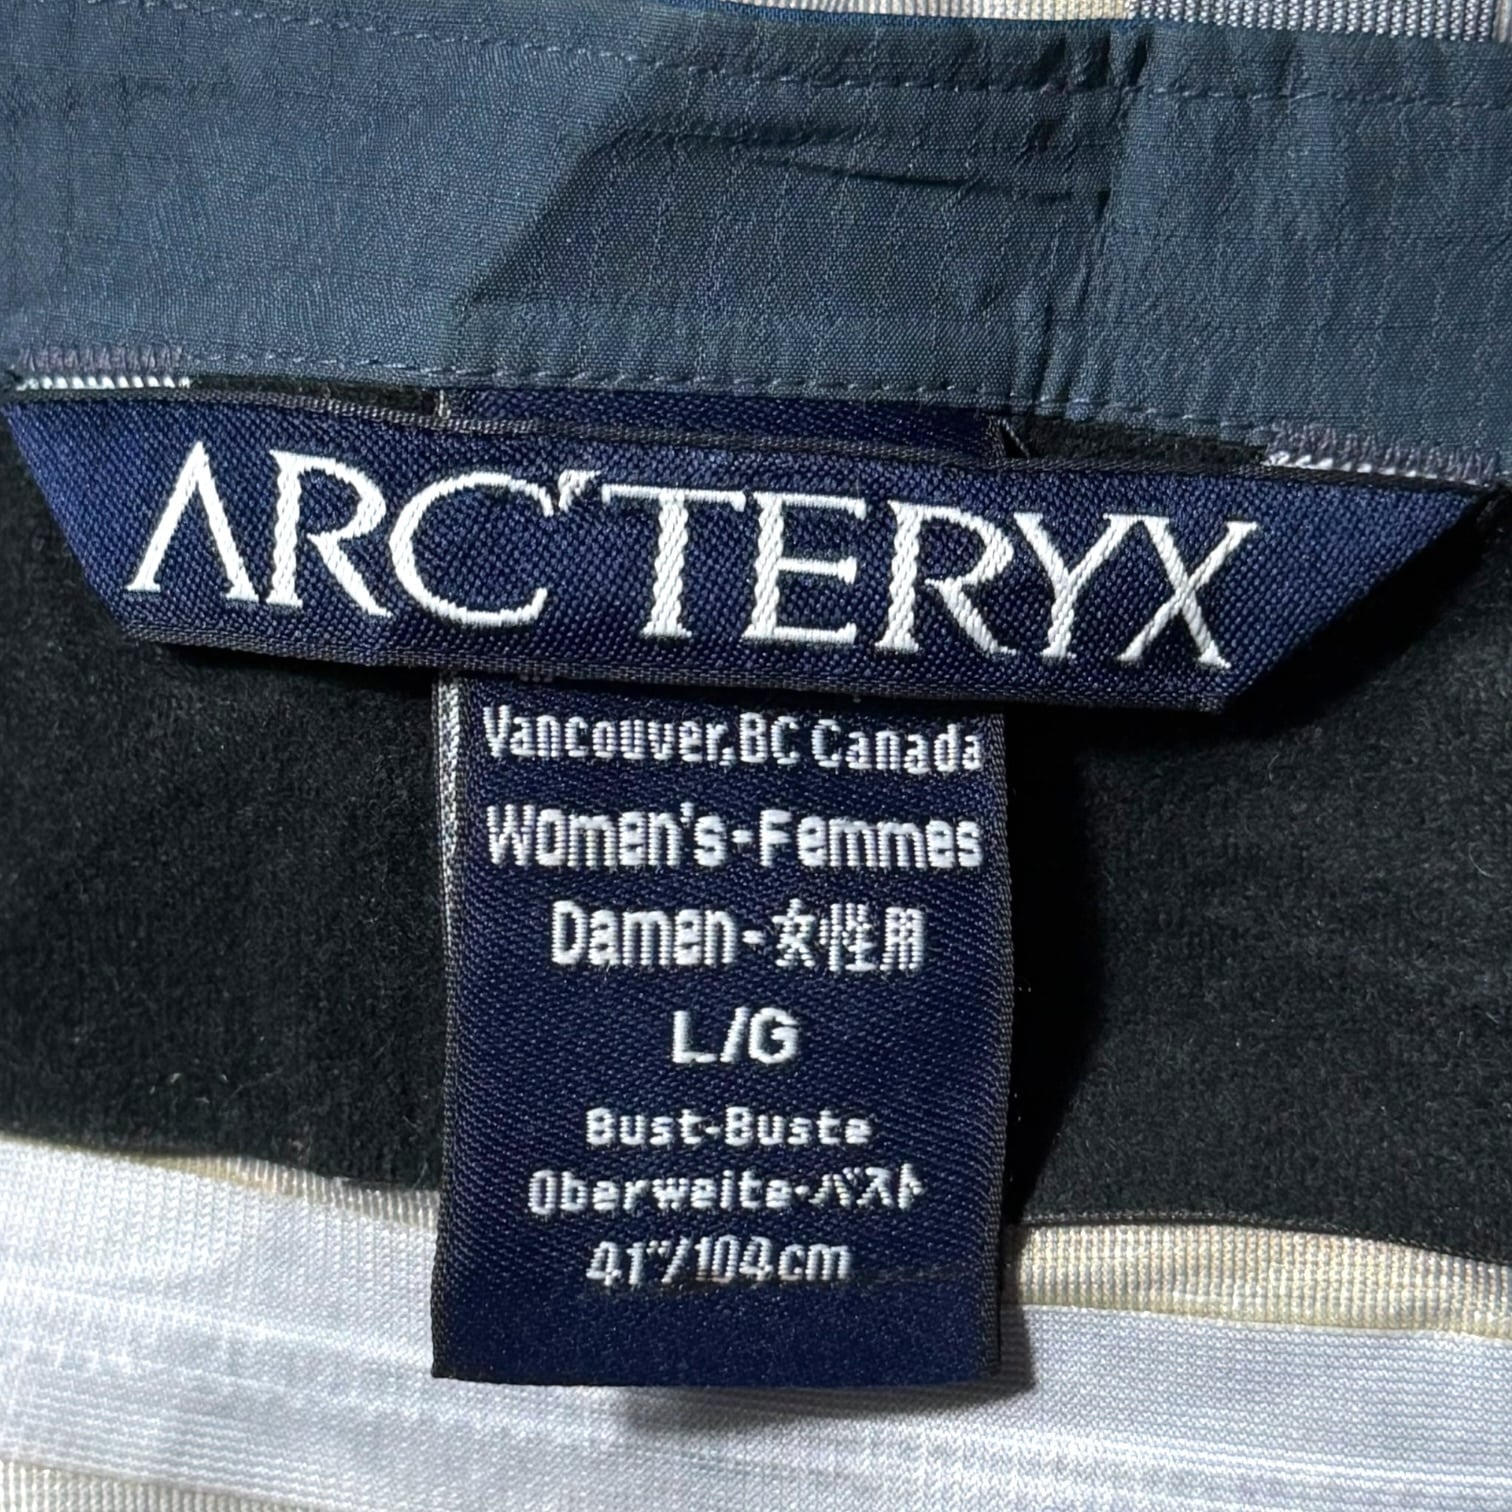 ARC'TERYX
Vancouver,BC Canada
Women's-Femmes
Damen-女性用
L/G
Bust-Buste
Oberweite-バスト
41"/104cm